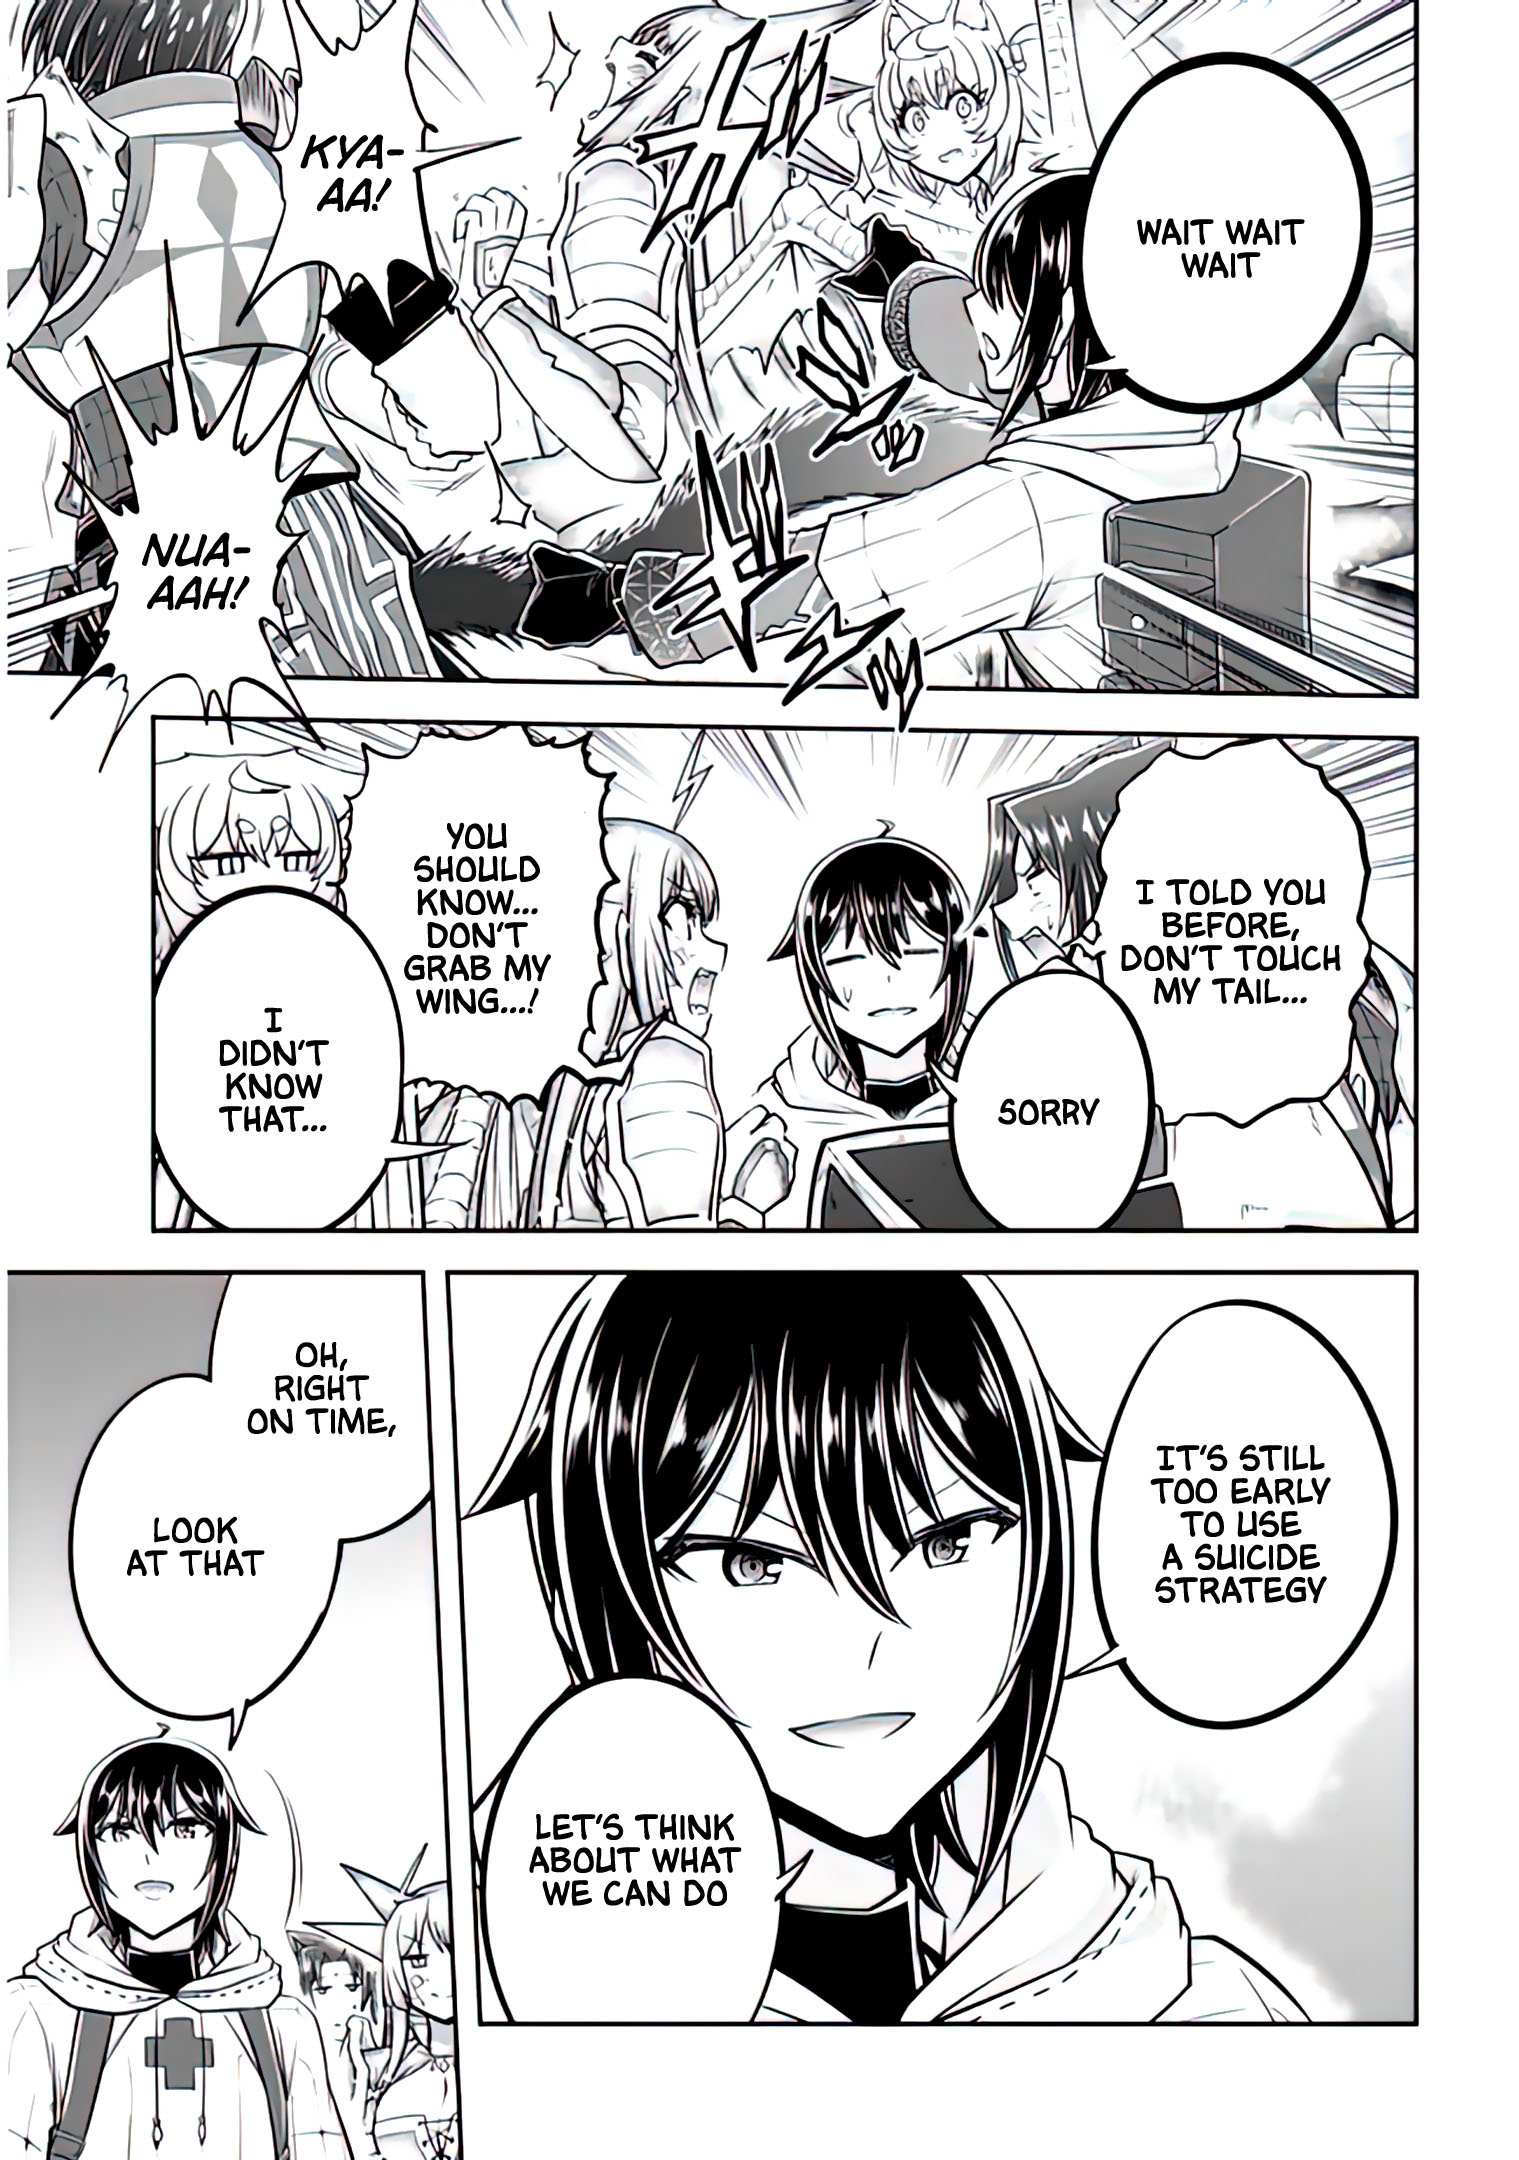 WAIT WAIT
WAIT
KYA-
AA!
NUA-
AAH!
I TOLD YOU
BEFORE,
DON'T TOUCH
MY TAIL...
SORRY
YOU
SHOULD
KNOW...
DON'T
GRAB MY
WING...!
I
DIDN'T
KNOW
THAT...
IT'S STILL
TOO EARLY
TO USE
A SUICIDE
STRATEGY
LET'S THINK
ABOUT WHAT
WE CAN DO
OH,
RIGHT
ON TIME,
LOOK
AT THAT